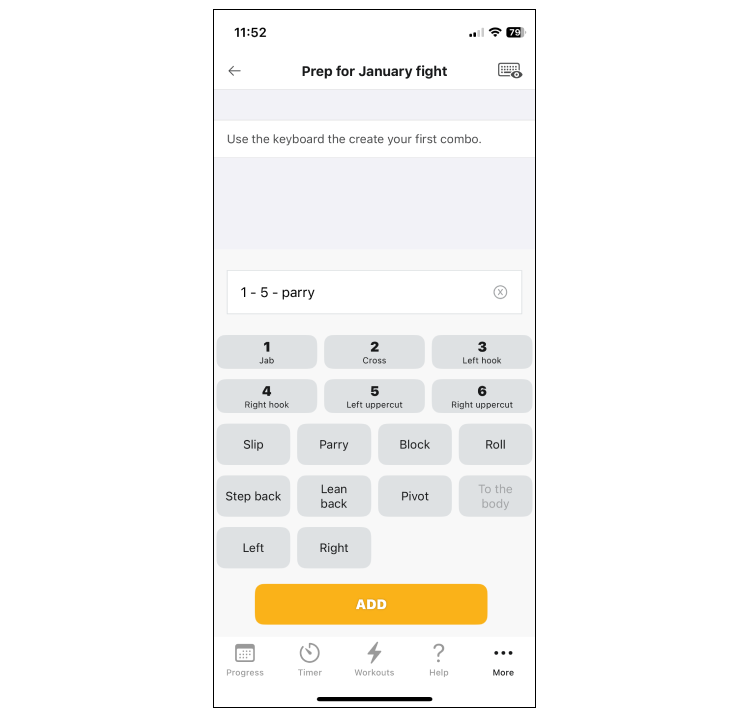 11:52
79
Prep for January fight
Use the keyboard the create your first combo.
1 - 5 - parry
1 2 3
Jab Cross Left hook
4 5 6
Right hook Left uppercut Right uppercut
Slip Parry Block Roll
Step back Lean back Pivot To the body
Left Right
ADD
Progress Timer Workouts Help More